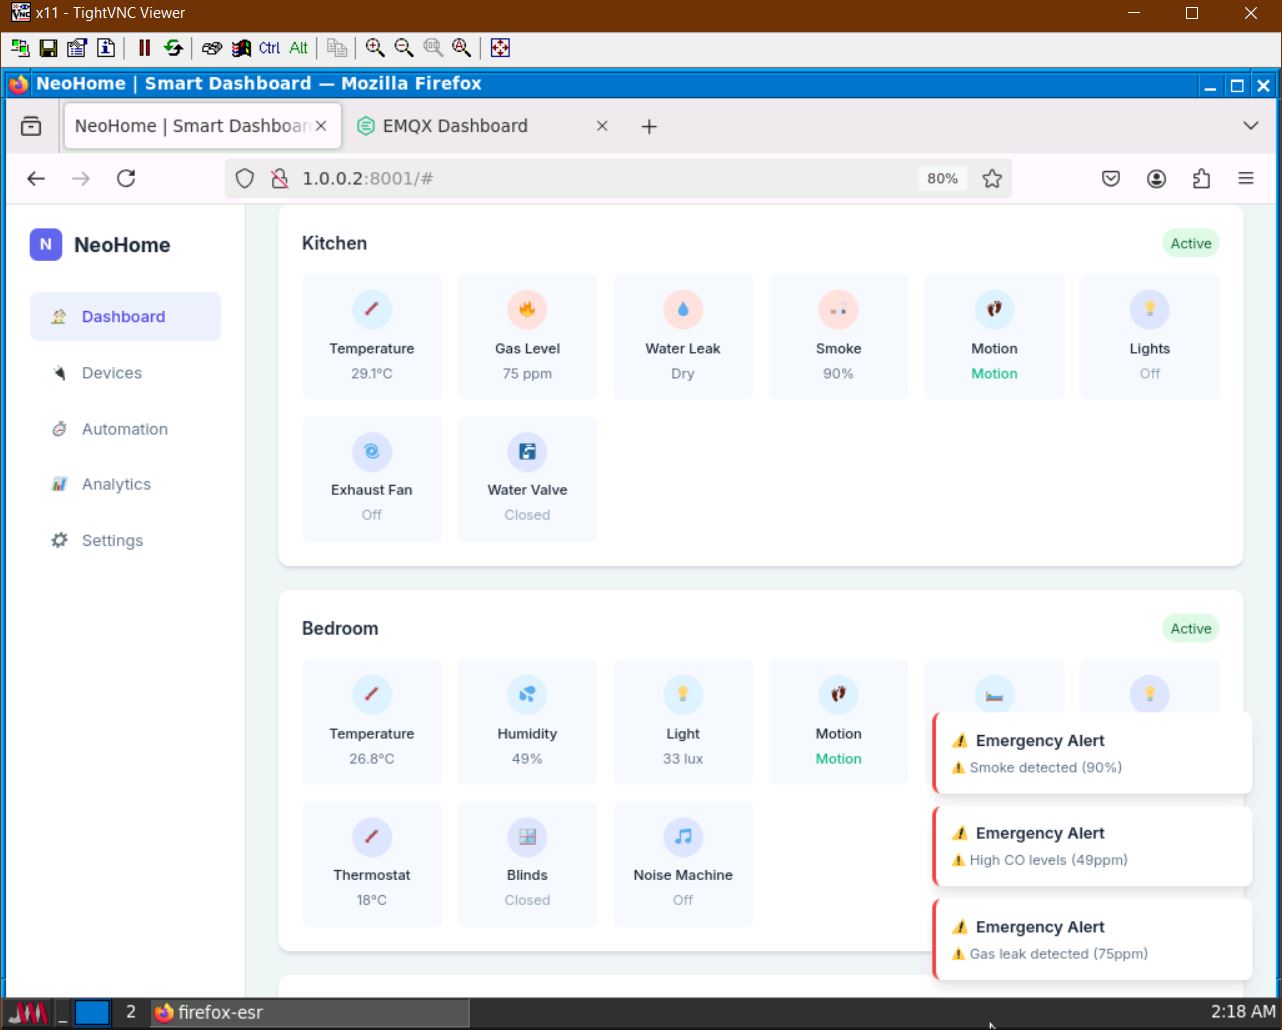 x11 - TightVNC Viewer
Ctrl Alt
NeoHome | Smart Dashboard — Mozilla Firefox
NeoHome | Smart Dashboar
EMQX Dashboard
1.0.0.2:8001/#
80%
N NeoHome
Dashboard
Devices
Automation
Analytics
Settings
Kitchen
Active
Temperature
29.1°C
Gas Level
75 ppm
Water Leak
Dry
Smoke
90%
Motion
Motion
Lights
Off
Exhaust Fan
Off
Water Valve
Closed
Bedroom
Active
Temperature
26.8°C
Humidity
49%
Light
33 lux
Motion
Motion
Thermostat
18°C
Blinds
Closed
Noise Machine
Off
Emergency Alert
Smoke detected (90%)
Emergency Alert
High CO levels (49ppm)
Emergency Alert
Gas leak detected (75ppm)
2
firefox-esr
2:18 AM